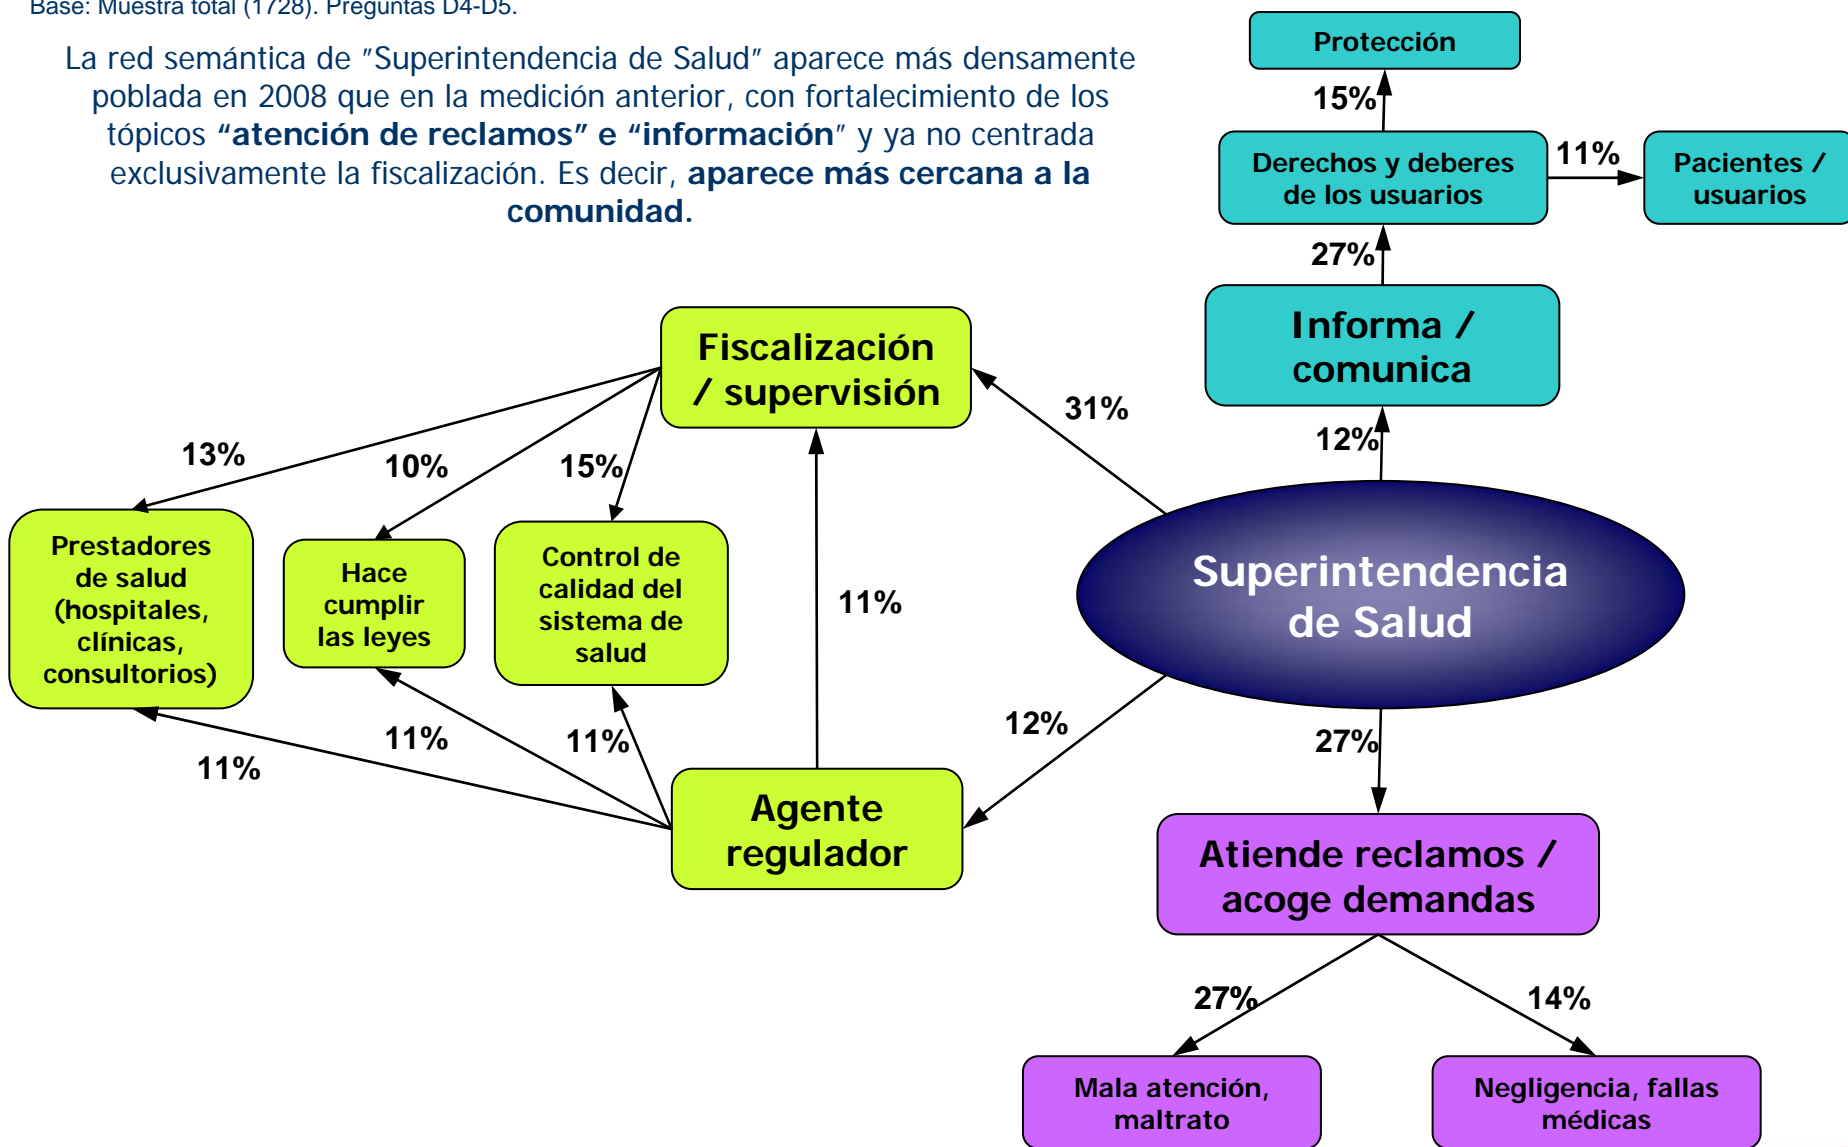 Base: Muestra total (1728). Preguntas D4-D5.
La red semántica de "Superintendencia de Salud" aparece más densamente
poblada en 2008 que en la medición anterior, con fortalecimiento de los
tópicos “atención de reclamos” e “información” y ya no centrada
exclusivamente la fiscalización. Es decir, aparece más cercana a la
comunidad.
Protección
15%
Derechos y deberes
de los usuarios
11%
Pacientes /
usuarios
27%
Informa /
comunica
12%
Fiscalización
/ supervisión
31%
13%
10%
15%
Prestadores
de salud
(hospitales,
clínicas,
consultorios)
Hace
cumplir
las leyes
Control de
calidad del
sistema de
salud
11%
Superintendencia
de Salud
11%
11%
11%
12%
27%
Agente
regulador
Atiende reclamos /
acoge demandas
27%
14%
Mala atención,
maltrato
Negligencia, fallas
médicas